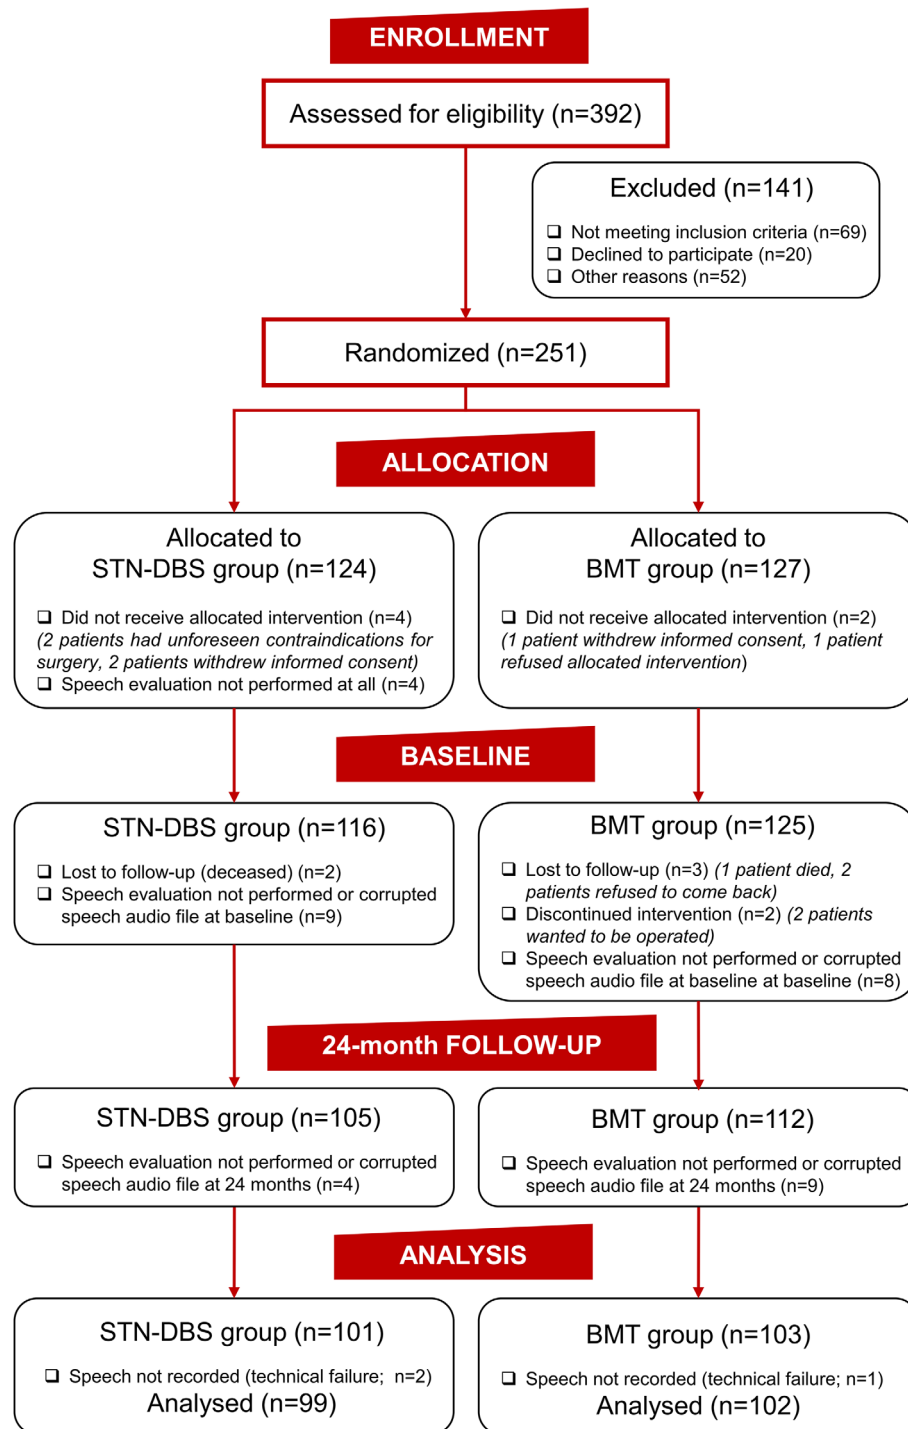 ENROLLMENT
Assessed for eligibility (n=392)
Excluded (n=141)
❑ Not meeting inclusion criteria (n=69)
❑ Declined to participate (n=20)
❑ Other reasons (n=52)
Randomized (n=251)
ALLOCATION
Allocated to
STN-DBS group (n=124)
❑ Did not receive allocated intervention (n=4)
(2 patients had unforeseen contraindications for
surgery, 2 patients withdrew informed consent)
❑ Speech evaluation not performed at all (n=4)
Allocated to
BMT group (n=127)
❑ Did not receive allocated intervention (n=2)
(1 patient withdrew informed consent, 1 patient
refused allocated intervention)
BASELINE
STN-DBS group (n=116)
❑ Lost to follow-up (deceased) (n=2)
❑ Speech evaluation not performed or corrupted
speech audio file at baseline (n=9)
BMT group (n=125)
❑ Lost to follow-up (n=3) (1 patient died, 2
patients refused to come back)
❑ Discontinued intervention (n=2) (2 patients
wanted to be operated)
❑ Speech evaluation not performed or corrupted
speech audio file at baseline at baseline (n=8)
24-month FOLLOW-UP
STN-DBS group (n=105)
❑ Speech evaluation not performed or corrupted
speech audio file at 24 months (n=4)
BMT group (n=112)
❑ Speech evaluation not performed or corrupted
speech audio file at 24 months (n=9)
ANALYSIS
STN-DBS group (n=101)
❑ Speech not recorded (technical failure; n=2)
Analysed (n=99)
BMT group (n=103)
❑ Speech not recorded (technical failure; n=1)
Analysed (n=102)